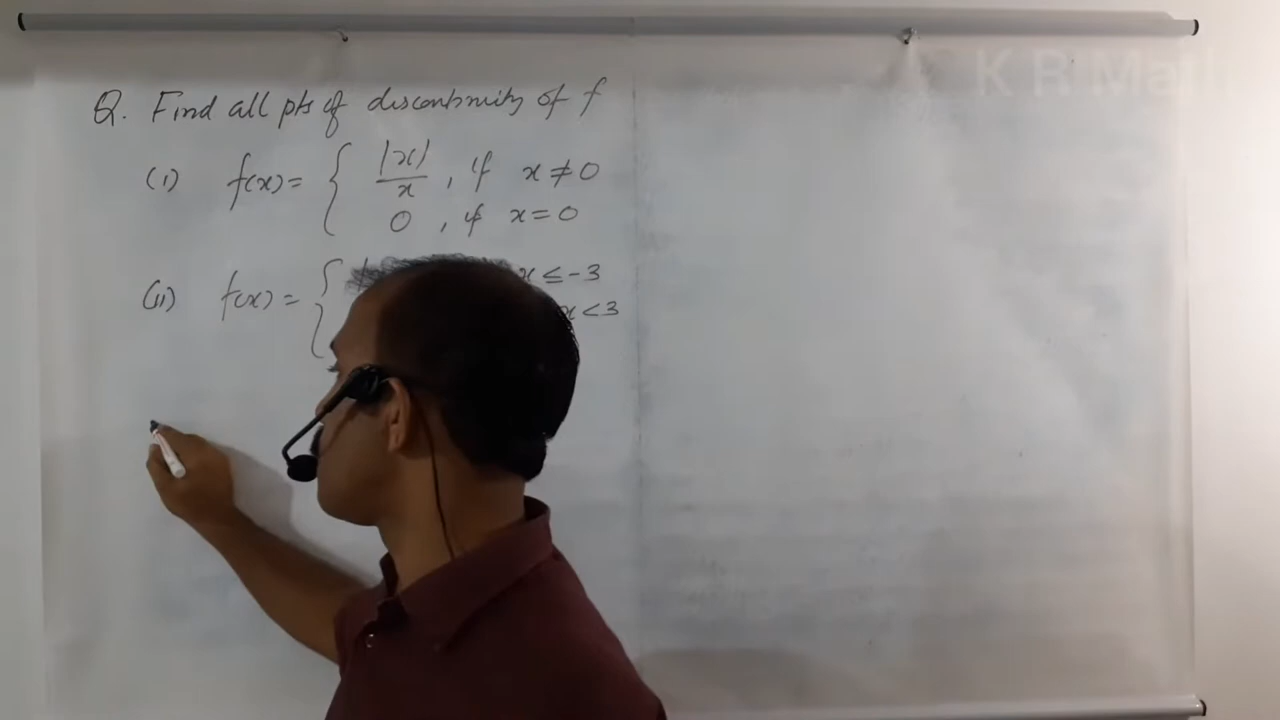 K R Math
Q. Find all pts of discontinuity of f
(i) f(x) = { |x|/x , if x ≠ 0
0 , if x = 0
(ii) f(x) = { x ≤ -3
x < 3